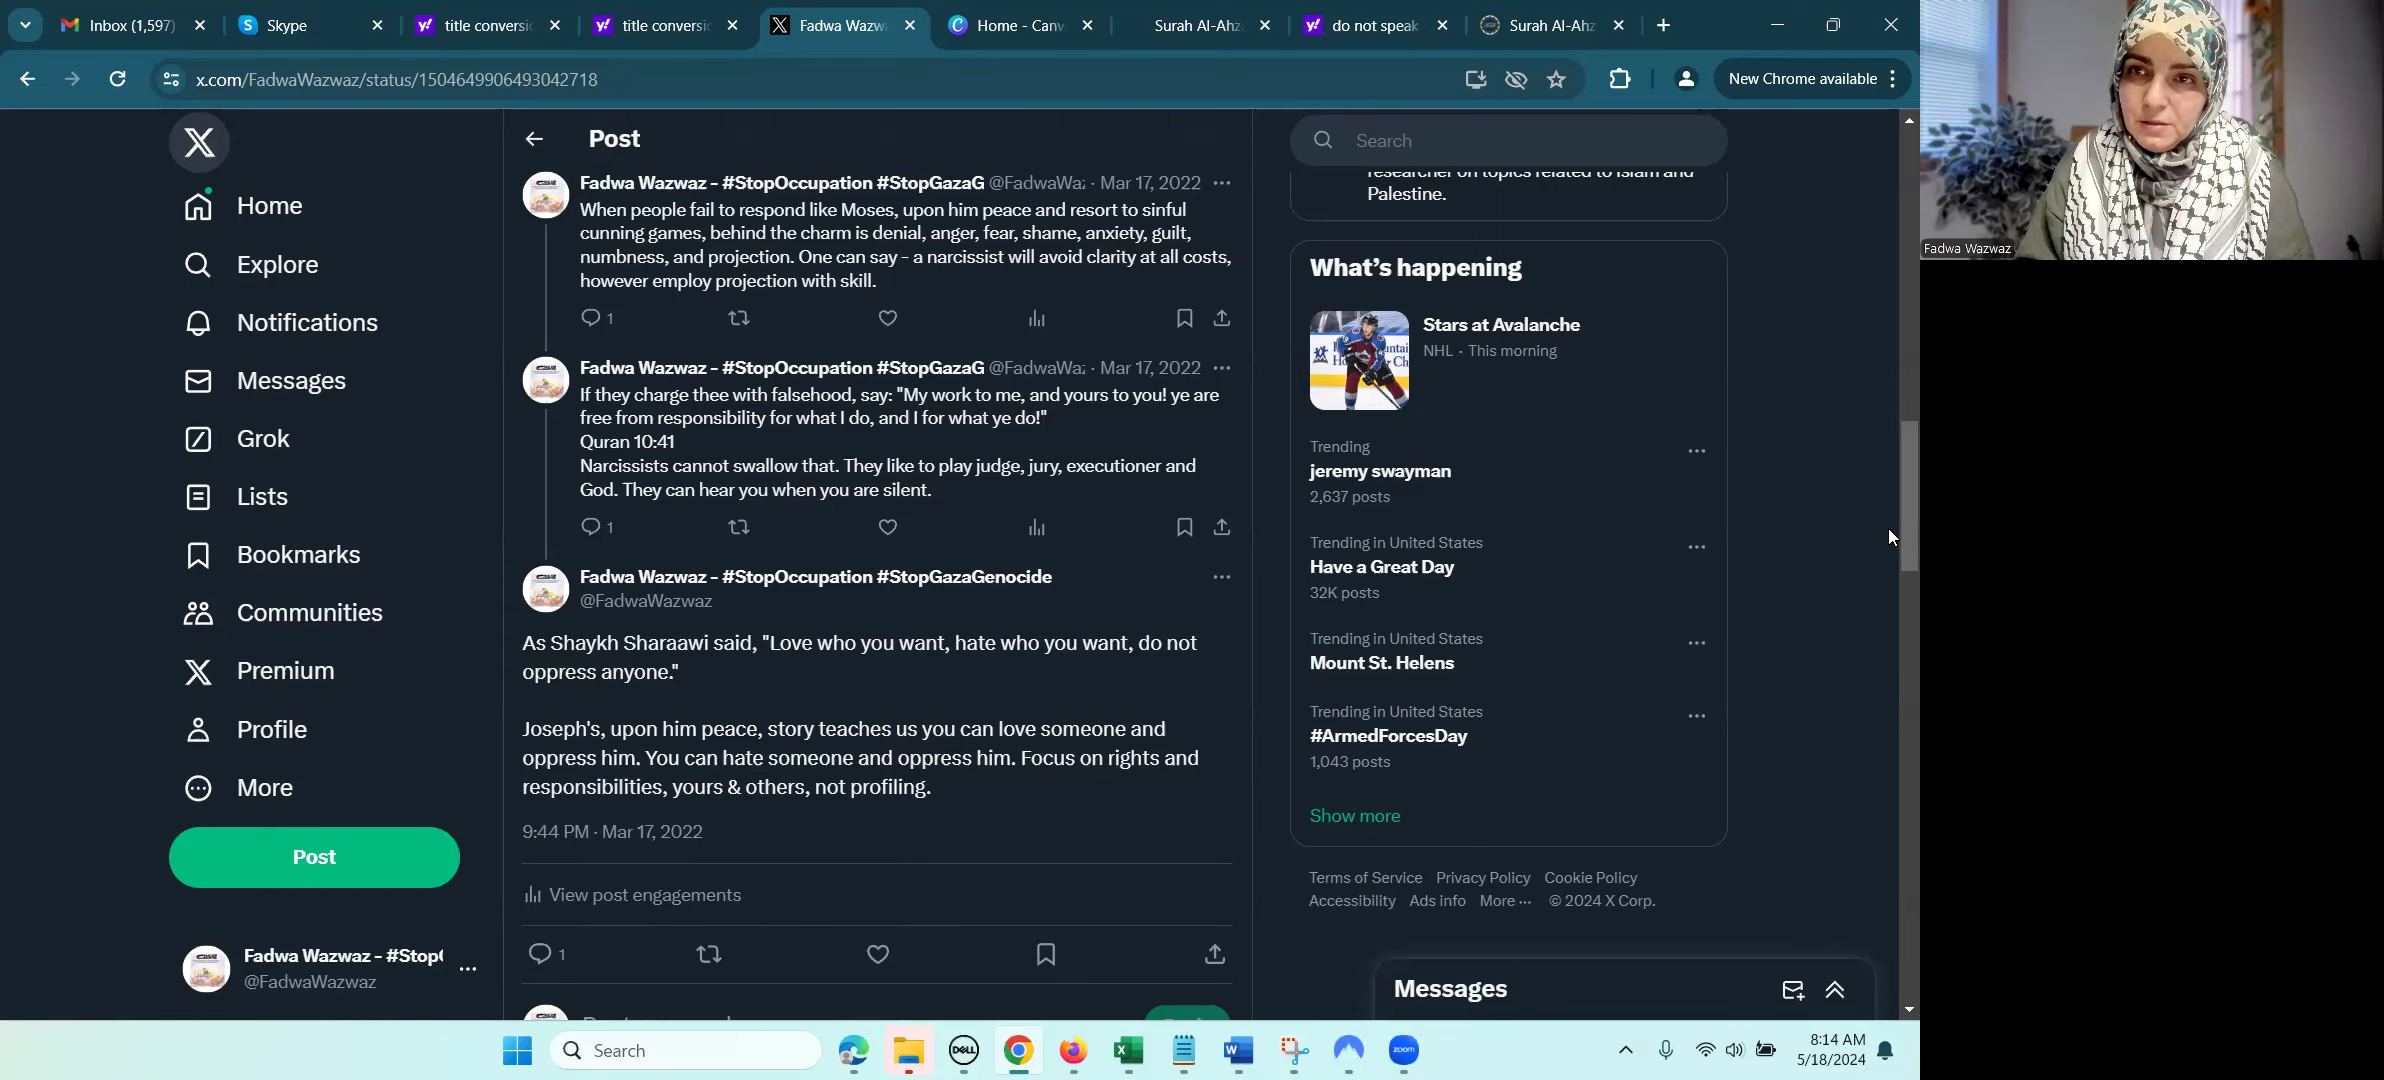 Inbox (1,597)
Skype
title conversi
title conversi
Fadwa Wazw
Home - Canv
Surah Al-Ahz
do not speak
Surah Al-Ahz
x.com/FadwaWazwaz/status/1504649906493042718
New Chrome available
Home
Explore
Notifications
Messages
Grok
Lists
Bookmarks
Communities
Premium
Profile
More
Post
Fadwa Wazwaz - #Stop
@FadwaWazwaz
Post
Fadwa Wazwaz - #StopOccupation #StopGazaG @FadwaWa: · Mar 17, 2022
When people fail to respond like Moses, upon him peace and resort to sinful
cunning games, behind the charm is denial, anger, fear, shame, anxiety, guilt,
numbness, and projection. One can say - a narcissist will avoid clarity at all costs,
however employ projection with skill.
1
Fadwa Wazwaz - #StopOccupation #StopGazaG @FadwaWa: · Mar 17, 2022
If they charge thee with falsehood, say: "My work to me, and yours to you! ye are
free from responsibility for what I do, and I for what ye do!"
Quran 10:41
Narcissists cannot swallow that. They like to play judge, jury, executioner and
God. They can hear you when you are silent.
1
Fadwa Wazwaz - #StopOccupation #StopGazaGenocide
@FadwaWazwaz
As Shaykh Sharaawi said, "Love who you want, hate who you want, do not
oppress anyone."
Joseph's, upon him peace, story teaches us you can love someone and
oppress him. You can hate someone and oppress him. Focus on rights and
responsibilities, yours & others, not profiling.
9:44 PM · Mar 17, 2022
View post engagements
1
Search
researcher on topics related to Islam and
Palestine.
What's happening
Stars at Avalanche
NHL · This morning
Trending
jeremy swayman
2,637 posts
Trending in United States
Have a Great Day
32K posts
Trending in United States
Mount St. Helens
Trending in United States
#ArmedForcesDay
1,043 posts
Show more
Terms of Service Privacy Policy Cookie Policy
Accessibility Ads info More ··· © 2024 X Corp.
Messages
Fadwa Wazwaz
Search
DELL
zoom
8:14 AM
5/18/2024